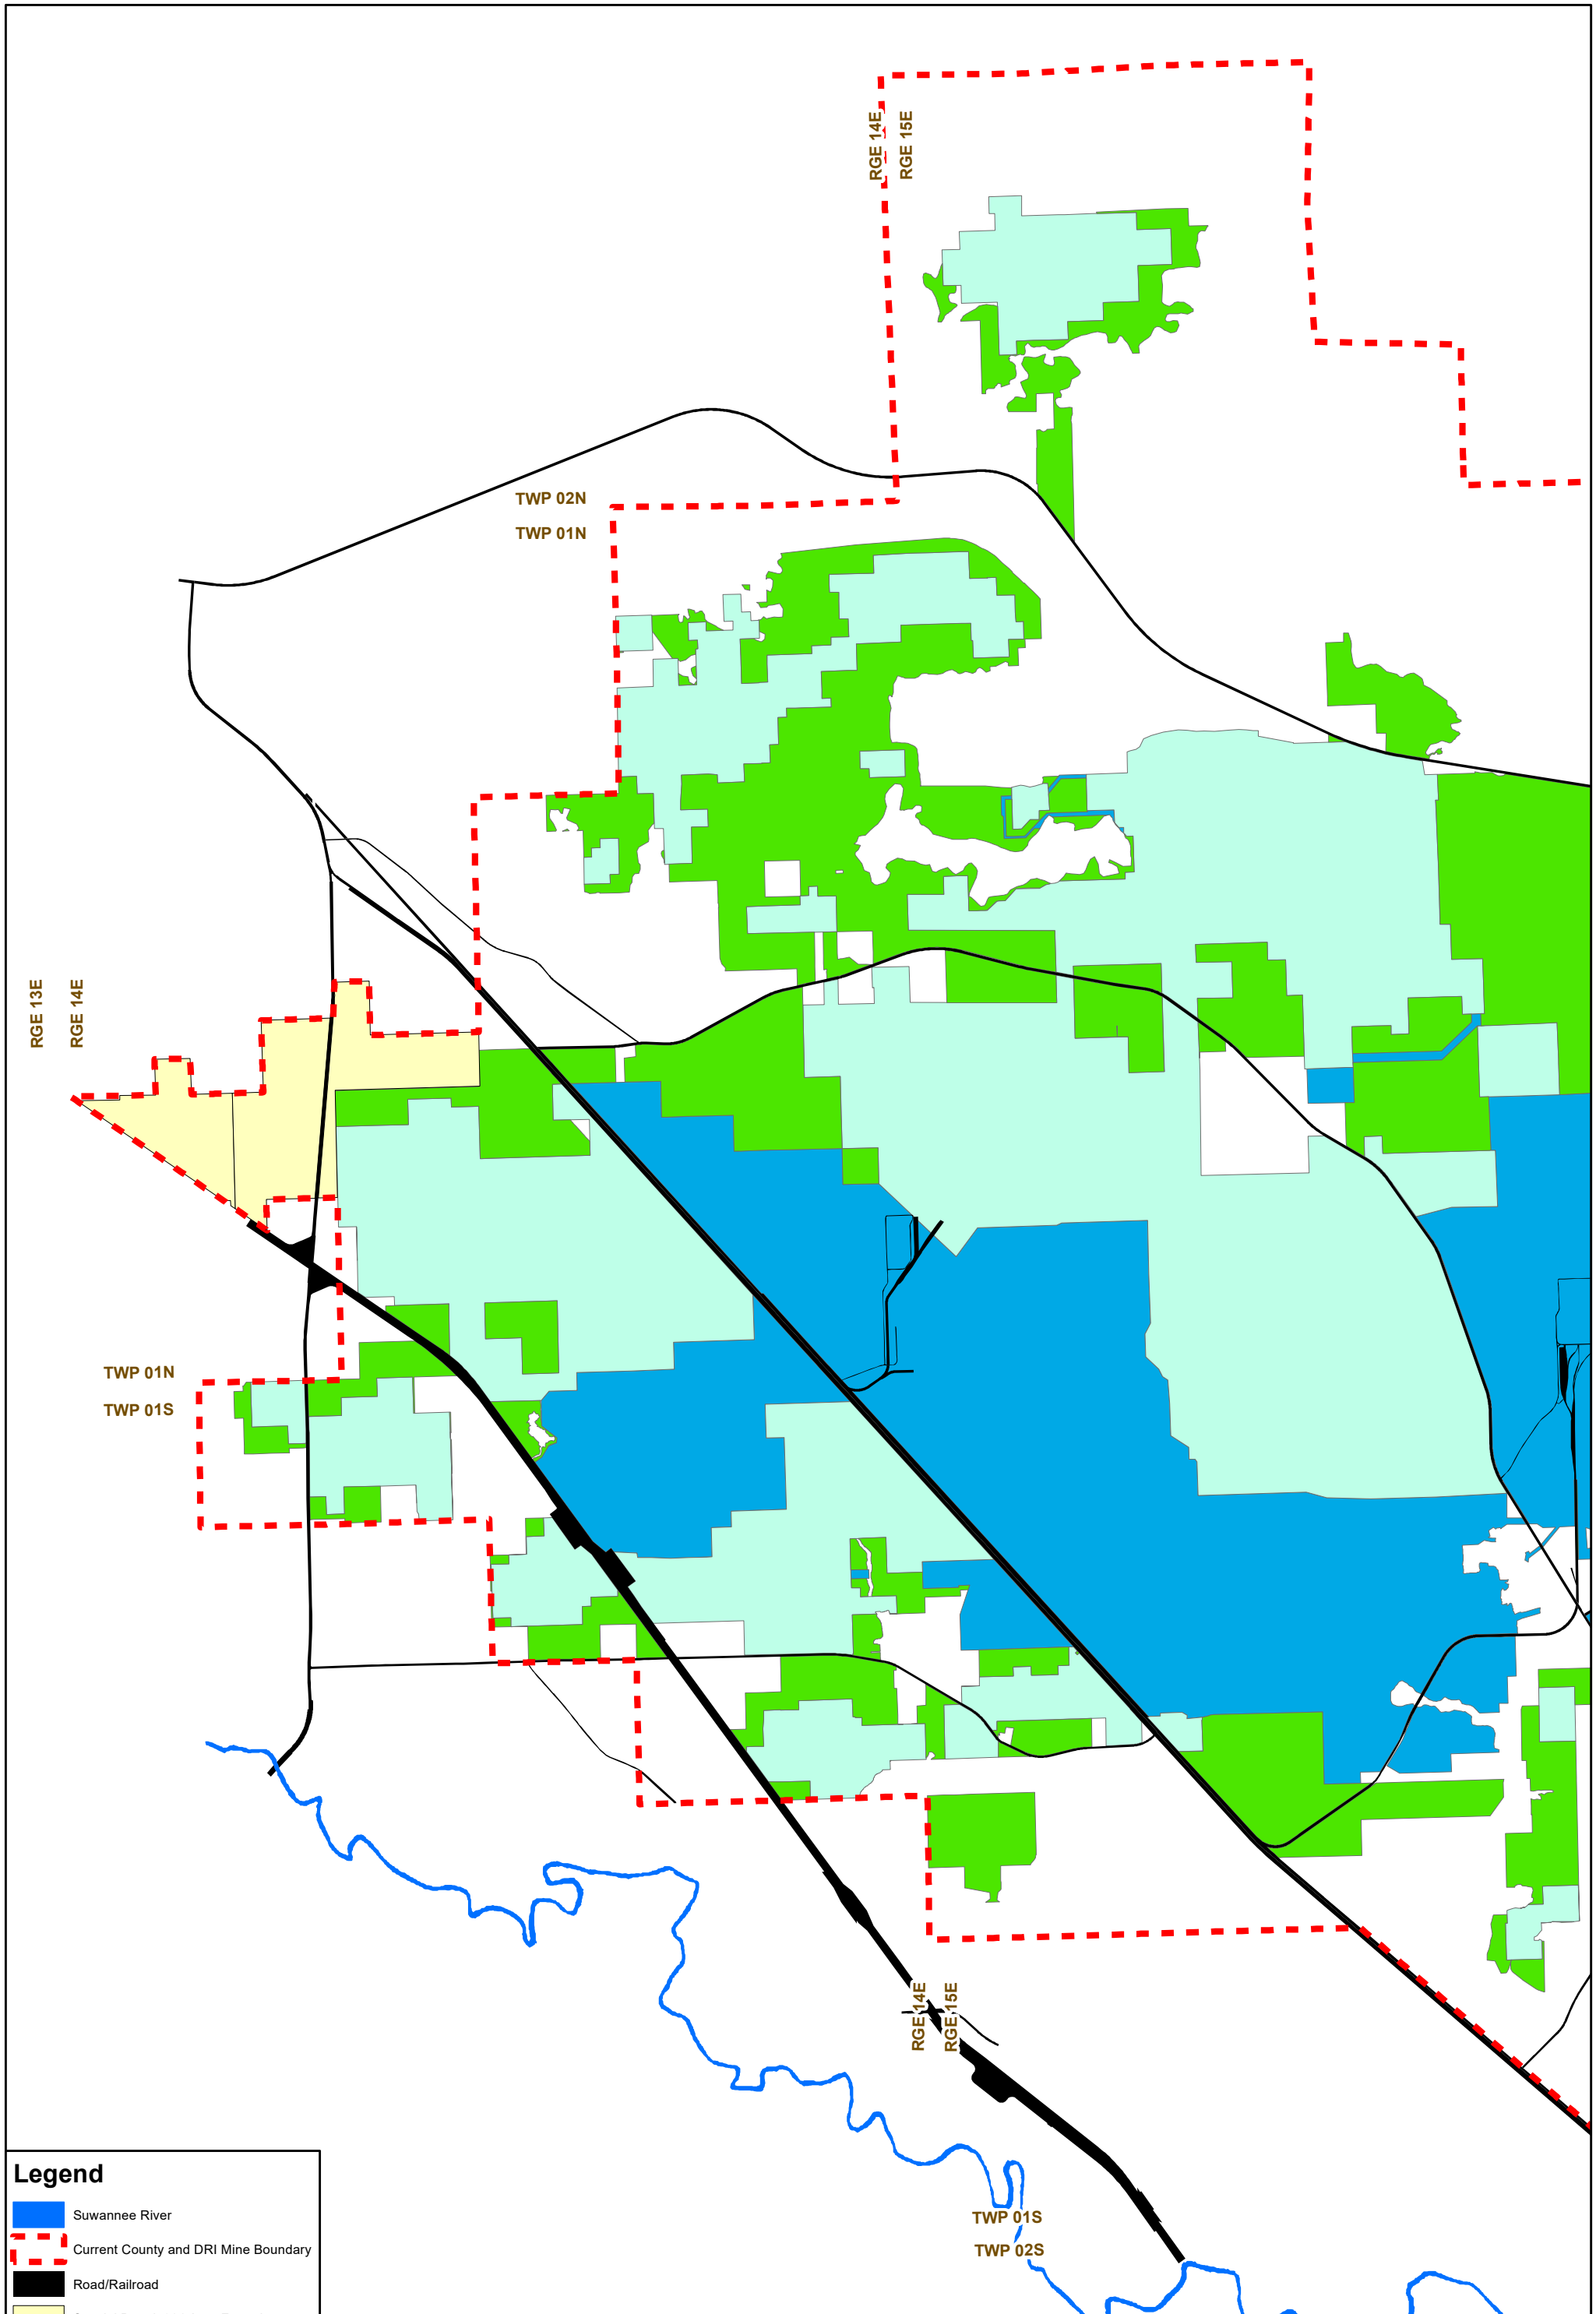 RGE 14E
RGE 15E
TWP 02N
TWP 01N
RGE 13E
RGE 14E
TWP 01N
TWP 01S
RGE 14E
RGE 15E
TWP 01S
TWP 02S
Legend
Suwannee River
Current County and DRI Mine Boundary
Road/Railroad